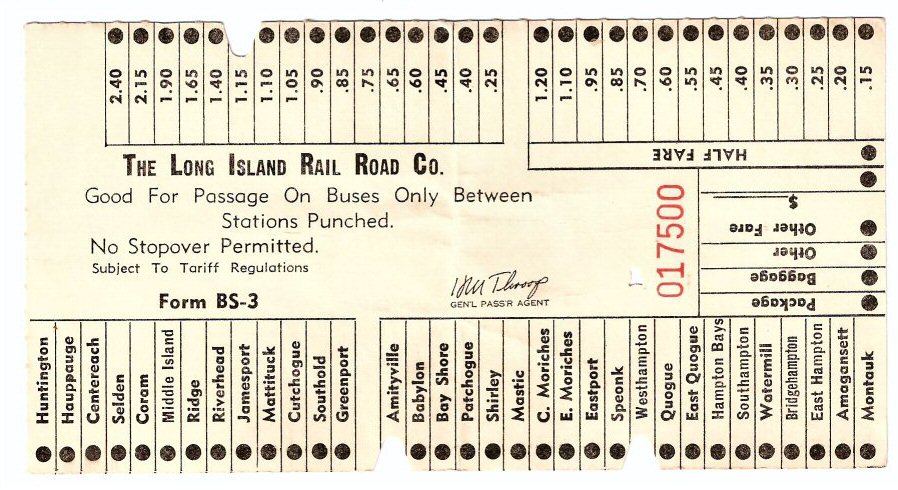 2.40 2.15 1.90 1.65 1.40 1.15 1.10 1.05 .90 .85 .75 .65 .60 .45 .40 .25
1.20 1.10 .95 .85 .70 .60 .55 .45 .40 .35 .30 .25 .20 .15
HALF FARE
THE LONG ISLAND RAIL ROAD CO.
Good For Passage On Buses Only Between
Stations Punched.
No Stopover Permitted.
Subject To Tariff Regulations
Form BS-3
GEN'L PASS'R AGENT
017500
$
Other Fare
Other
Baggage
Package
Huntington
Hauppauge
Centereach
Selden
Coram
Middle Island
Ridge
Riverhead
Jamesport
Mattituck
Cutchogue
Southold
Greenport
Amityville
Babylon
Bay Shore
Patchogue
Shirley
Mastic
C. Moriches
E. Moriches
Eastport
Speonk
Westhampton
Quogue
East Quogue
Hampton Bays
Southampton
Watermill
Bridgehampton
East Hampton
Amagansett
Montauk